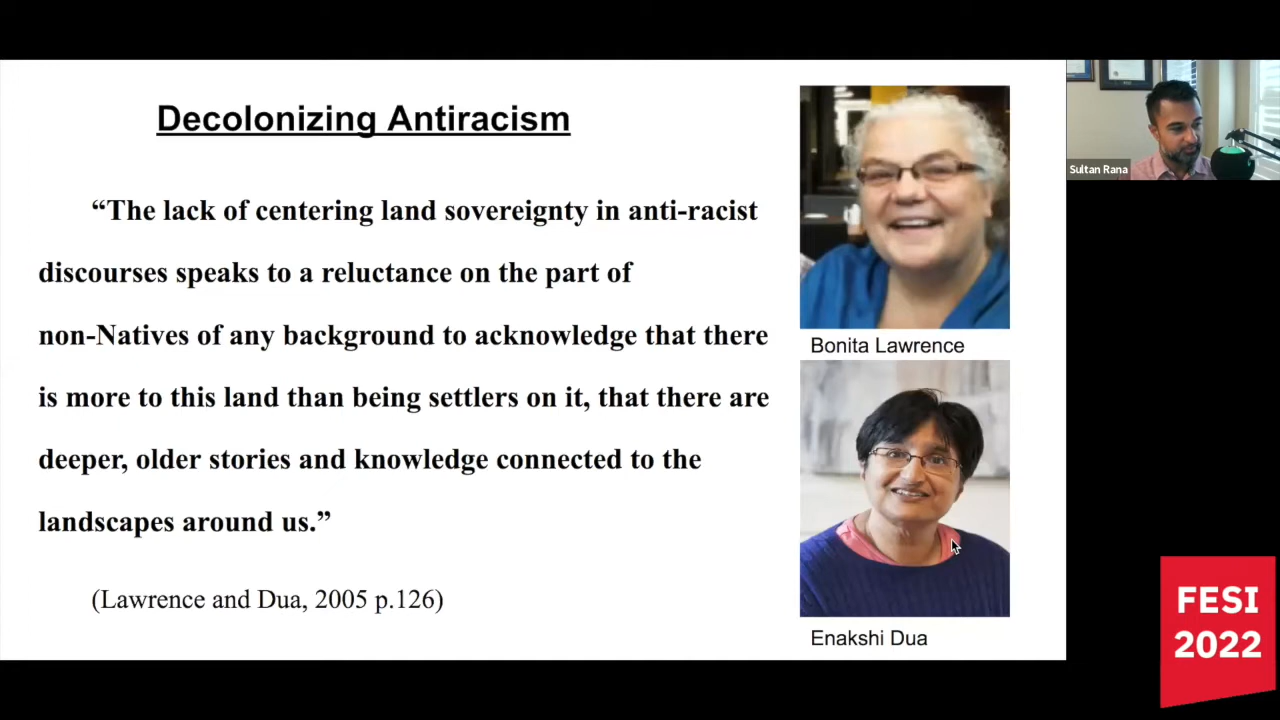 Decolonizing Antiracism
“The lack of centering land sovereignty in anti-racist
discourses speaks to a reluctance on the part of
non-Natives of any background to acknowledge that there
is more to this land than being settlers on it, that there are
deeper, older stories and knowledge connected to the
landscapes around us.”
(Lawrence and Dua, 2005 p.126)
Bonita Lawrence
Enakshi Dua
Sultan Rana
FESI
2022